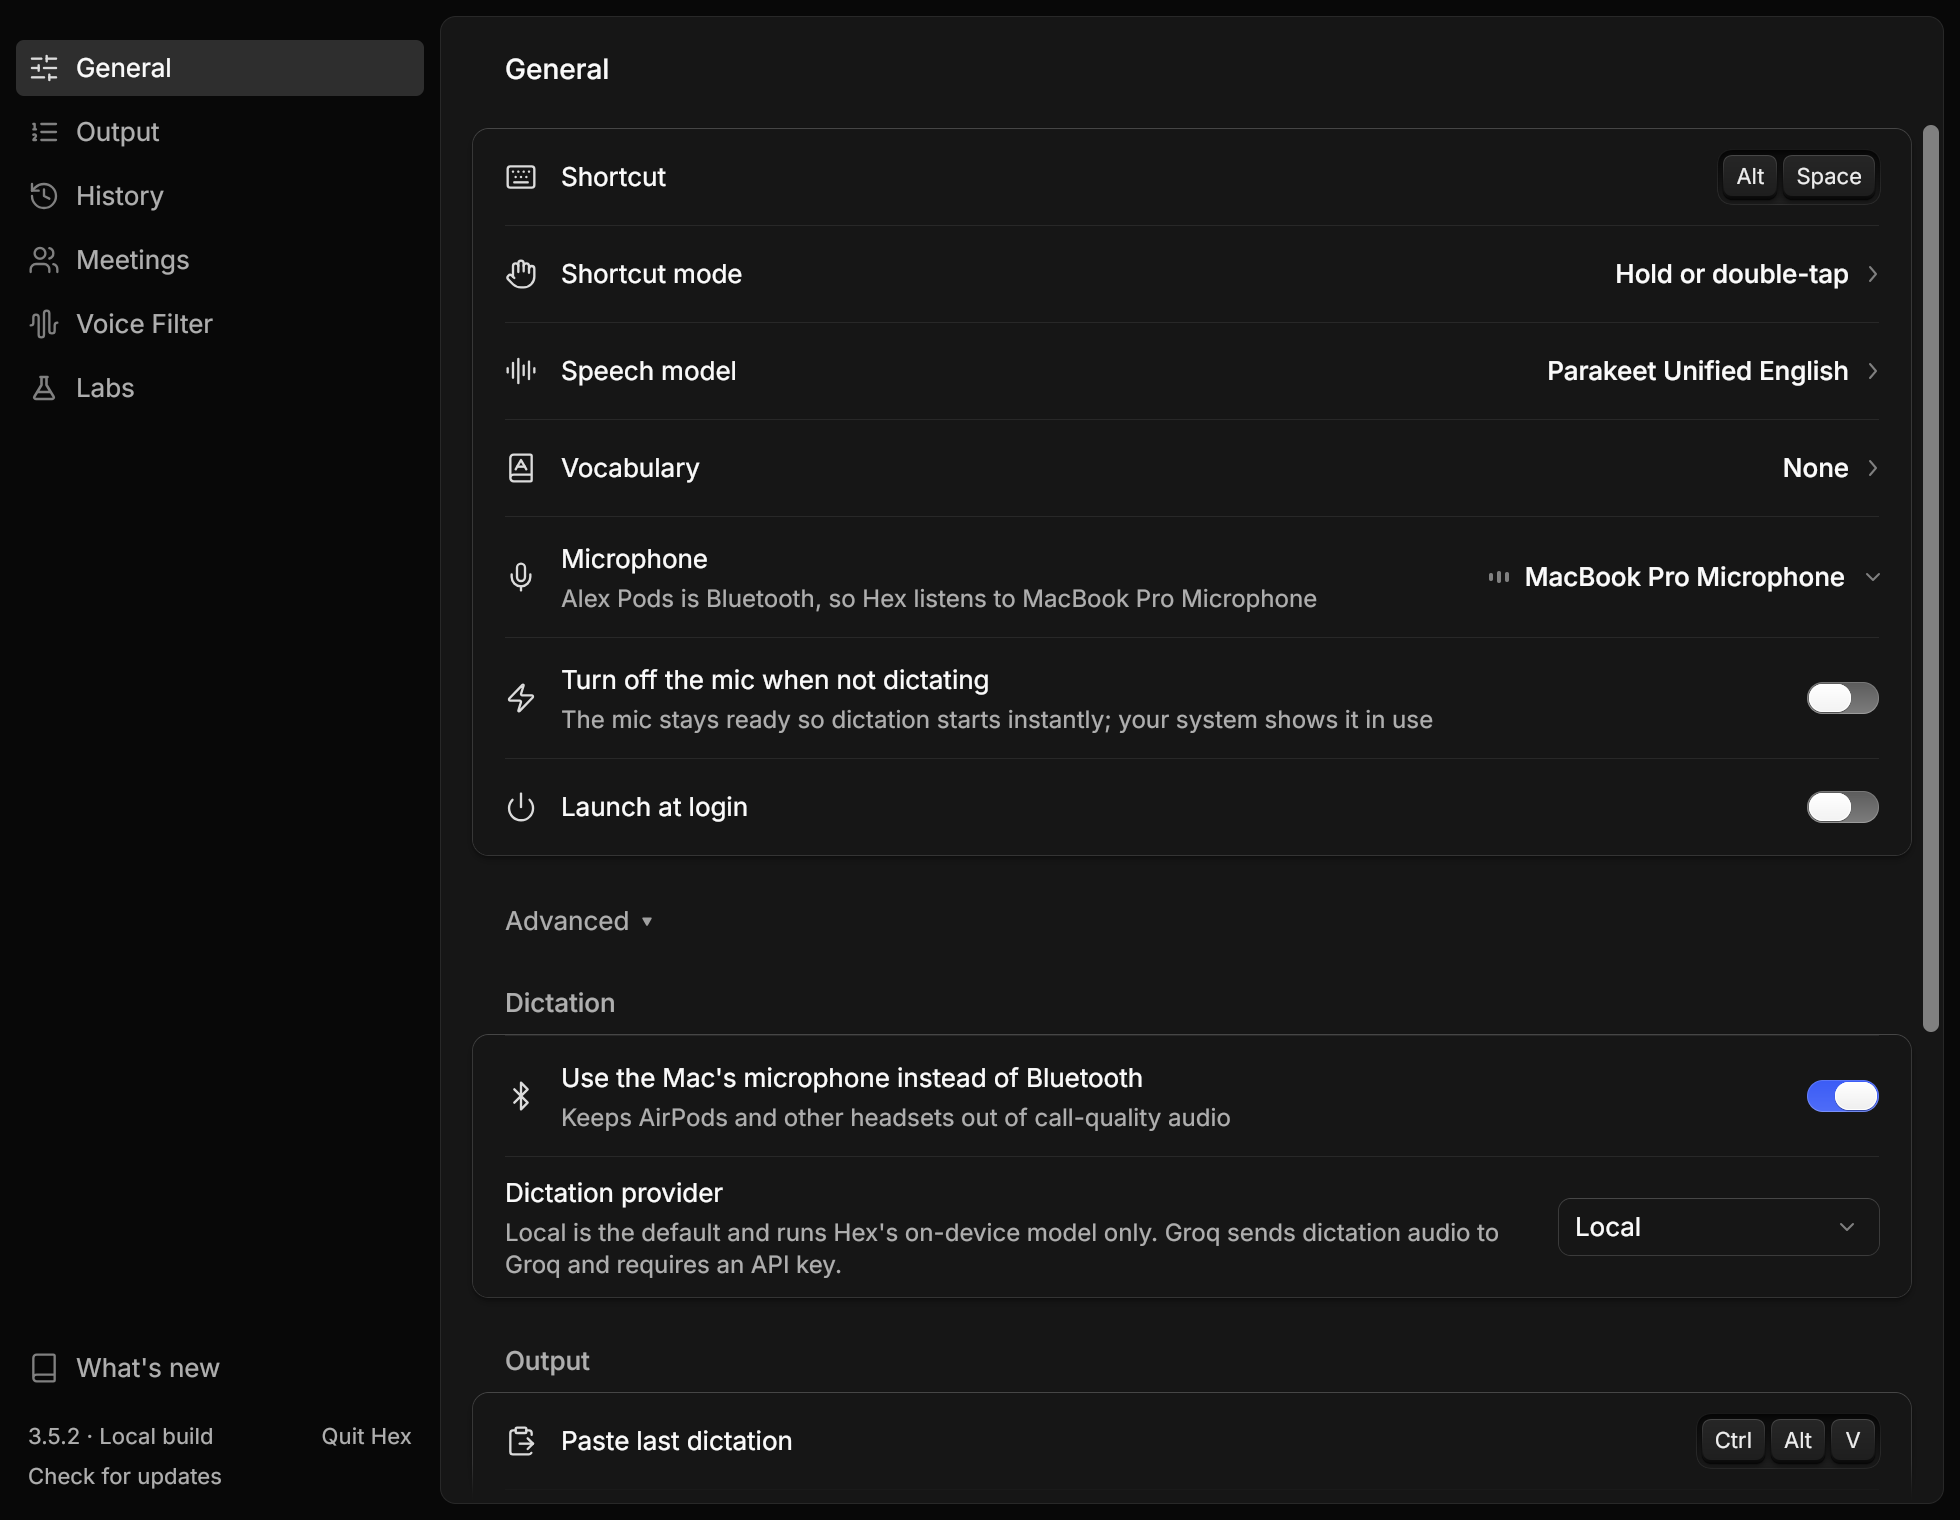 General
Output
History
Meetings
Voice Filter
Labs
What's new
3.5.2 · Local build
Quit Hex
Check for updates
General
Shortcut
Alt Space
Shortcut mode
Hold or double-tap
Speech model
Parakeet Unified English
Vocabulary
None
Microphone
Alex Pods is Bluetooth, so Hex listens to MacBook Pro Microphone
MacBook Pro Microphone
Turn off the mic when not dictating
The mic stays ready so dictation starts instantly; your system shows it in use
Launch at login
Advanced
Dictation
Use the Mac's microphone instead of Bluetooth
Keeps AirPods and other headsets out of call-quality audio
Dictation provider
Local is the default and runs Hex's on-device model only. Groq sends dictation audio to
Groq and requires an API key.
Local
Output
Paste last dictation
Ctrl Alt V